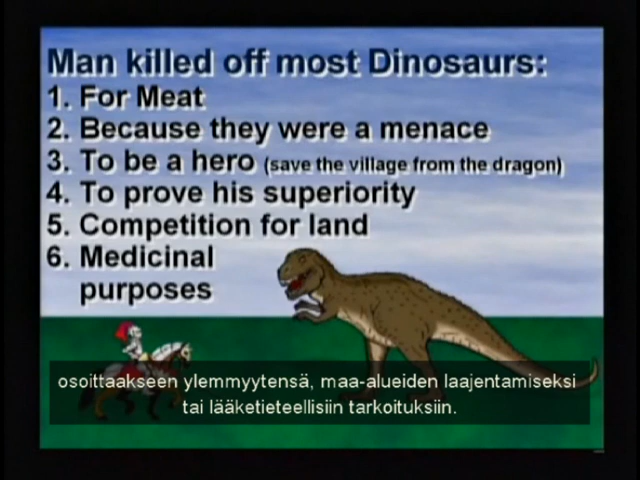 Man killed off most Dinosaurs:
1. For Meat
2. Because they were a menace
3. To be a hero (save the village from the dragon)
4. To prove his superiority
5. Competition for land
6. Medicinal
purposes
osoittaakseen ylemmyytensä, maa-alueiden laajentamiseksi
tai lääketieteellisiin tarkoituksiin.